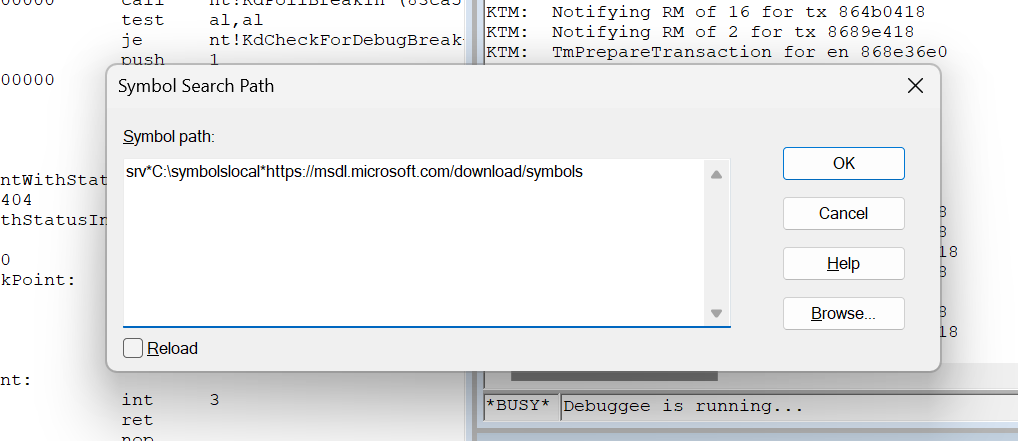 00000
call nt!KdPollBreakIn
test al,al
je nt!KdCheckForDebugBreak
push 1
00000
KTM: Notifying RM of 16 for tx 864b0418
KTM: Notifying RM of 2 for tx 8689e418
KTM: TmPrepareTransaction for en 868e36e0
Symbol Search Path
Symbol path:
srv*C:\symbolslocal*https://msdl.microsoft.com/download/symbols
OK
Cancel
Help
Browse...
Reload
ntWithStat
404
thStatusIn
0
kPoint:
nt:
int 3
ret
nop
8
8
18
8
8
18
*BUSY* Debuggee is running...